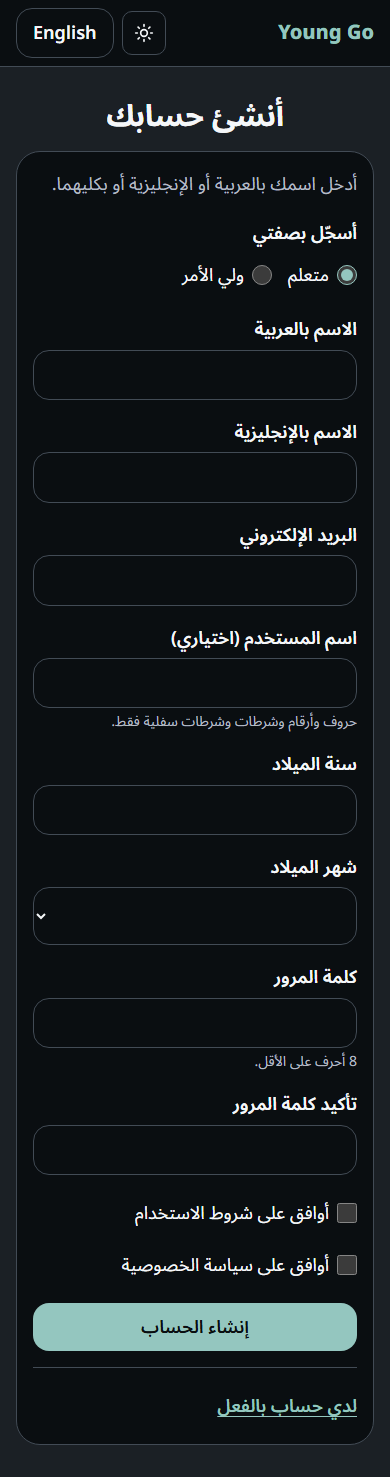 Young Go
English
أنشئ حسابك
أدخل اسمك بالعربية أو الإنجليزية أو بكليهما.
أسجّل بصفتي
متعلم
ولي الأمر
الاسم بالعربية
الاسم بالإنجليزية
البريد الإلكتروني
اسم المستخدم (اختياري)
حروف وأرقام وشرطات وشرطات سفلية فقط.
سنة الميلاد
شهر الميلاد
كلمة المرور
8 أحرف على الأقل.
تأكيد كلمة المرور
أوافق على شروط الاستخدام
أوافق على سياسة الخصوصية
إنشاء الحساب
لدي حساب بالفعل